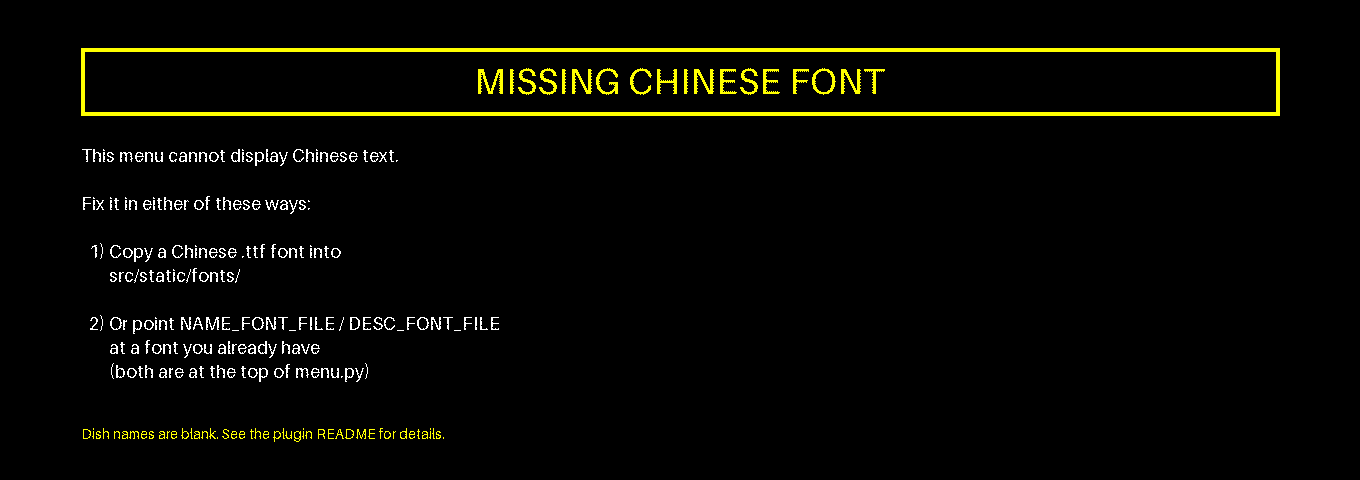 MISSING CHINESE FONT
This menu cannot display Chinese text.
Fix it in either of these ways:
1) Copy a Chinese .ttf font into
src/static/fonts/
2) Or point NAME_FONT_FILE / DESC_FONT_FILE
at a font you already have
(both are at the top of menu.py)
Dish names are blank. See the plugin README for details.